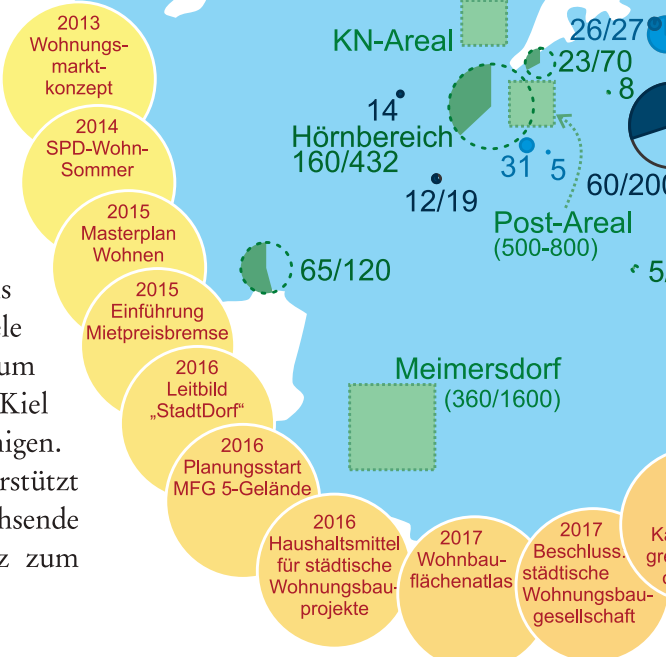 2013
Wohnungs-
markt-
konzept
2014
SPD-Wohn-
Sommer
2015
Masterplan
Wohnen
2015
Einführung
Mietpreisbremse
2016
Leitbild
„StadtDorf“
2016
Planungsstart
MFG 5-Gelände
2016
Haushaltsmittel
für städtische
Wohnungsbau-
projekte
2017
Wohnbau-
flächenatlas
2017
Beschluss.
städtische
Wohnungsbau-
gesellschaft
KN-Areal
26/27
23/70
8
14
Hörnbereich
160/432
31
5
12/19
60/200
Post-Areal
(500-800)
65/120
5/
Meimersdorf
(360/1600)
Kiel
z zum